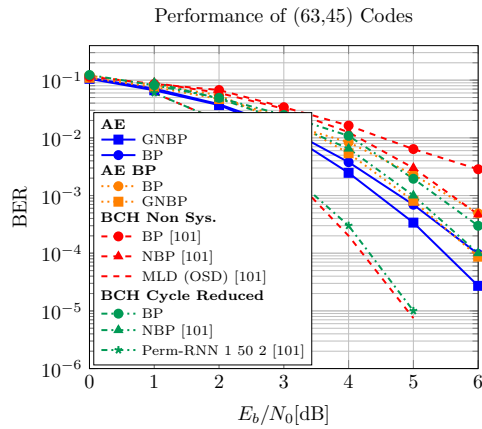 Performance of (63,45) Codes
10⁻¹
10⁻²
10⁻³
10⁻⁴
10⁻⁵
10⁻⁶
BER
AE
GNBP
BP
AE BP
BP
GNBP
BCH Non Sys.
BP [101]
NBP [101]
MLD (OSD) [101]
BCH Cycle Reduced
BP
NBP [101]
Perm-RNN 1 50 2 [101]
0 1 2 3 4 5 6
E_b/N_0[dB]